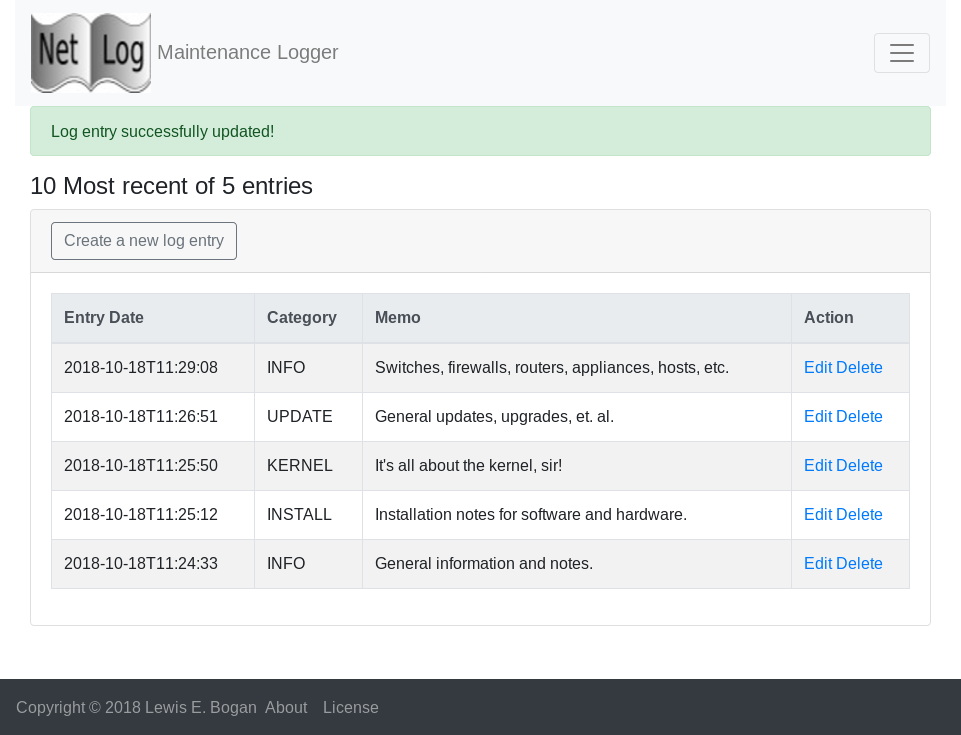 Net Log Maintenance Logger
Log entry successfully updated!
10 Most recent of 5 entries
Create a new log entry
Entry Date Category Memo Action
2018-10-18T11:29:08 INFO Switches, firewalls, routers, appliances, hosts, etc. Edit Delete
2018-10-18T11:26:51 UPDATE General updates, upgrades, et. al. Edit Delete
2018-10-18T11:25:50 KERNEL It's all about the kernel, sir! Edit Delete
2018-10-18T11:25:12 INSTALL Installation notes for software and hardware. Edit Delete
2018-10-18T11:24:33 INFO General information and notes. Edit Delete
Copyright © 2018 Lewis E. Bogan About License